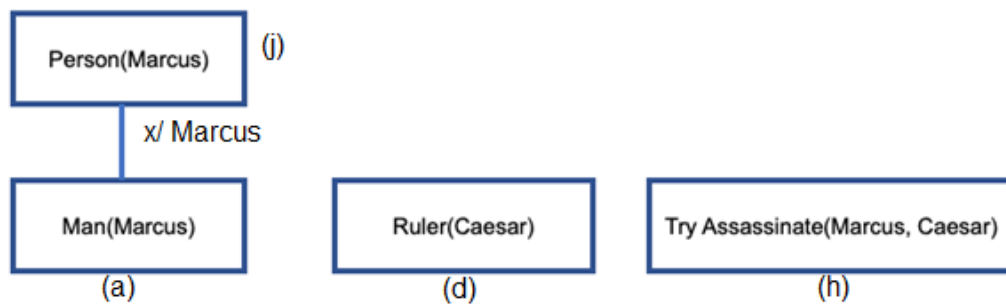 Person(Marcus)
(j)
x/ Marcus
Man(Marcus)
Ruler(Caesar)
Try Assassinate(Marcus, Caesar)
(a)
(d)
(h)